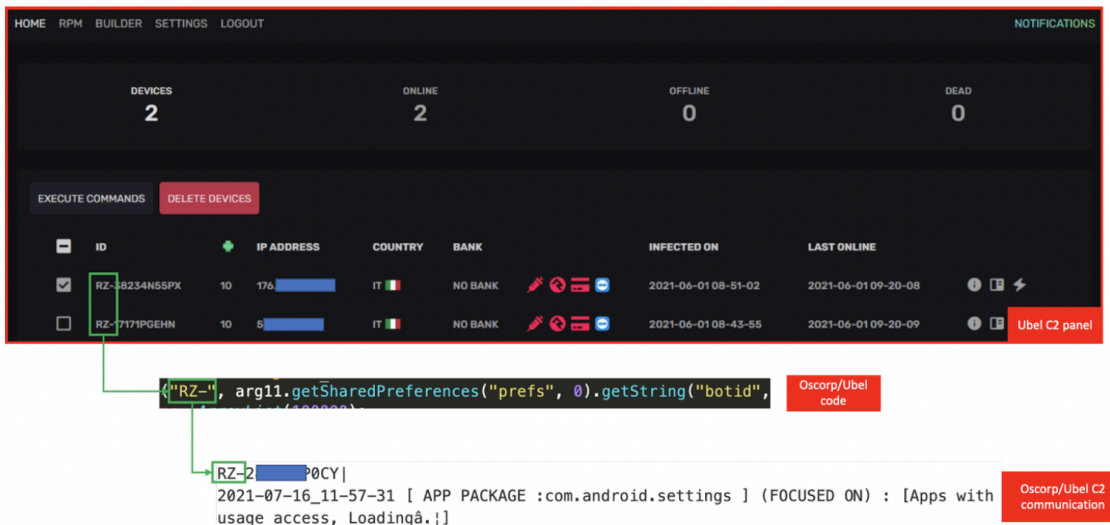 HOME RPM BUILDER SETTINGS LOGOUT NOTIFICATIONS
DEVICES ONLINE OFFLINE DEAD
2 2 0 0
EXECUTE COMMANDS DELETE DEVICES
ID IP ADDRESS COUNTRY BANK INFECTED ON LAST ONLINE
RZ-38234N55PX 10 176. IT NO BANK 2021-06-01 08-51-02 2021-06-01 09-20-08
RZ-17171PGEHN 10 5 IT NO BANK 2021-06-01 08-43-55 2021-06-01 09-20-09
Ubel C2 panel
("RZ-", arg11.getSharedPreferences("prefs", 0).getString("botid",
Oscorp/Ubel
code
RZ-2 P0CY|
2021-07-16_11-57-31 [ APP PACKAGE :com.android.settings ] (FOCUSED ON) : [Apps with
usage access, Loadingâ.¦]
Oscorp/Ubel C2
communication